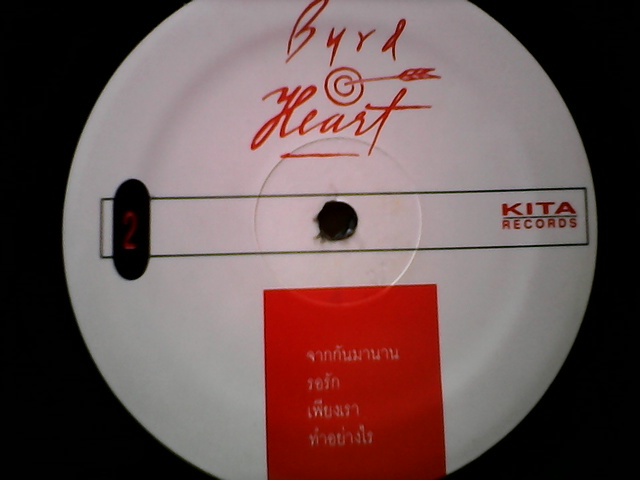 Byrd
Heart
2
KITA
RECORDS
จากกันมานาน
รอรัก
เพียงเรา
ทำอย่างไร